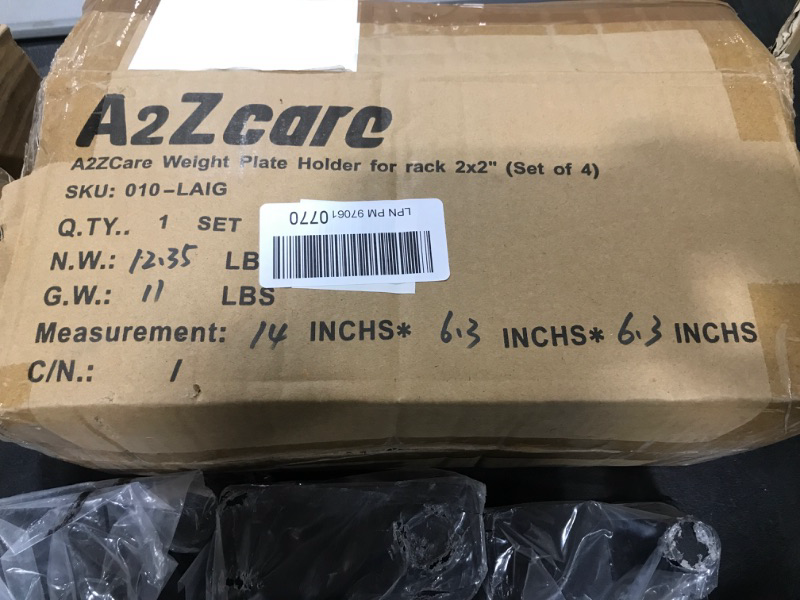 A2Zcare
A2ZCare Weight Plate Holder for rack 2x2" (Set of 4)
SKU: 010-LAIG
Q.TY.. 1 SET
LPN PM 97061 0770
N.W.: 12.35 LB
G.W.: 11 LBS
Measurement: 14 INCHS* 6.3 INCHS* 6.3 INCHS
C/N.: 1